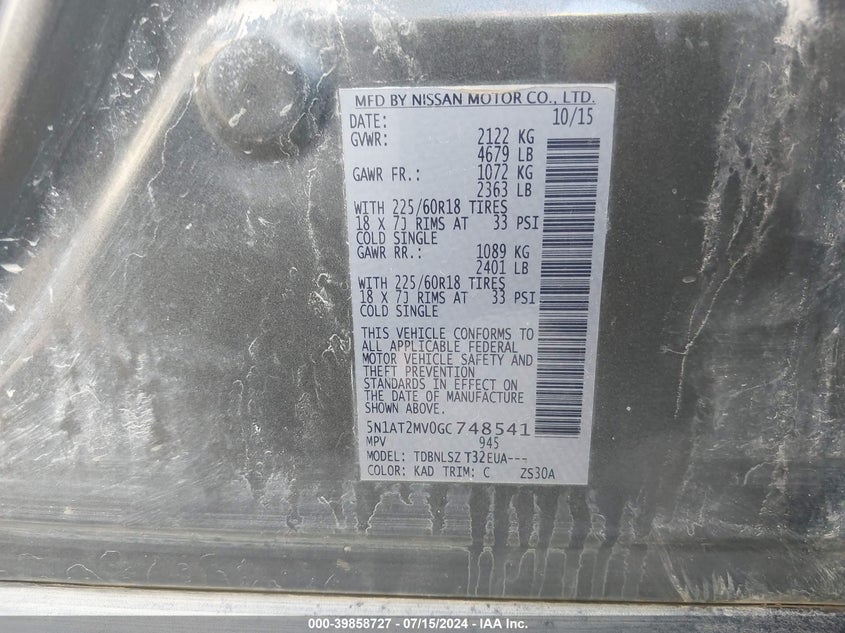 MFD BY NISSAN MOTOR CO., LTD.
DATE: 10/15
GVWR: 2122 KG
4679 LB
GAWR FR.: 1072 KG
2363 LB
WITH 225/60R18 TIRES
18 X 7J RIMS AT 33 PSI
COLD SINGLE
GAWR RR.: 1089 KG
2401 LB
WITH 225/60R18 TIRES
18 X 7J RIMS AT 33 PSI
COLD SINGLE
THIS VEHICLE CONFORMS TO
ALL APPLICABLE FEDERAL
MOTOR VEHICLE SAFETY AND
THEFT PREVENTION
STANDARDS IN EFFECT ON
THE DATE OF MANUFACTURE
SHOWN ABOVE.
5N1AT2MV0GC748541
MPV 945
MODEL: TDBNLSZ T32EUA---
COLOR: KAD TRIM: C ZS30A
000-39858727 - 07/15/2024 - IAA Inc.